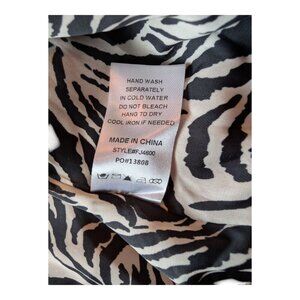 HAND WASH
SEPARATELY
IN COLD WATER
DO NOT BLEACH
HANG TO DRY
COOL IRON IF NEEDED
MADE IN CHINA
STYLE#FJ4600
PO#13808